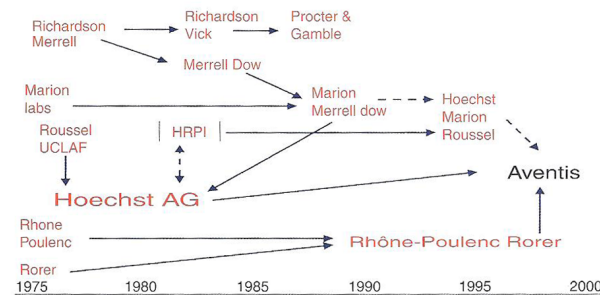 Richardson
Merrell
Richardson
Vick
Procter &
Gamble
Merrell Dow
Marion
labs
Marion
Merrell dow
Hoechst
Marion
Roussel
Roussel
UCLAF
HRPI
Aventis
Hoechst AG
Rhone
Poulenc
Rhône-Poulenc Rorer
Rorer
1975 1980 1985 1990 1995 2000